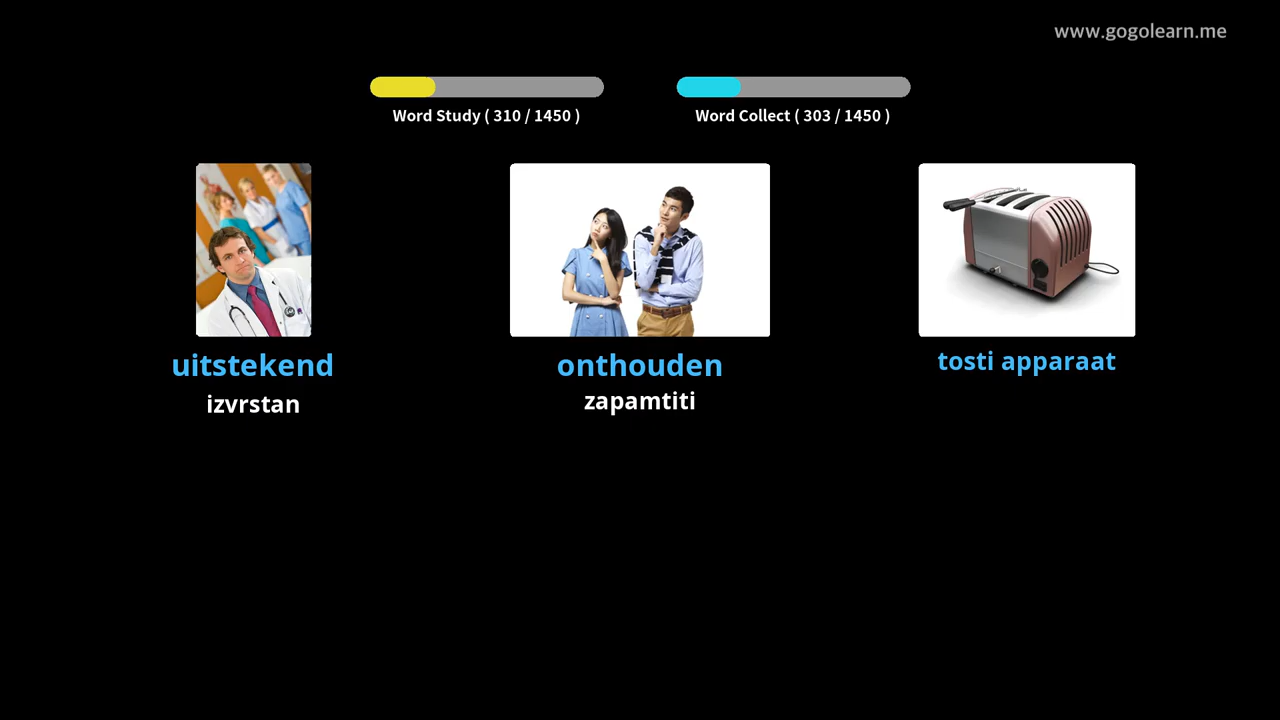 www.gogolearn.me
Word Study ( 310 / 1450 )
Word Collect ( 303 / 1450 )
uitstekend
izvrstan
onthouden
zapamtiti
tosti apparaat